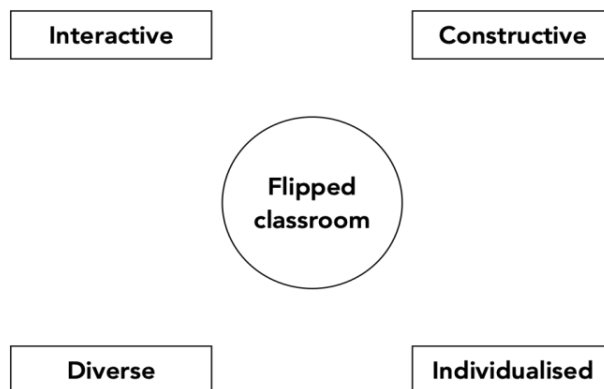 Interactive
Constructive
Flipped
classroom
Diverse
Individualised